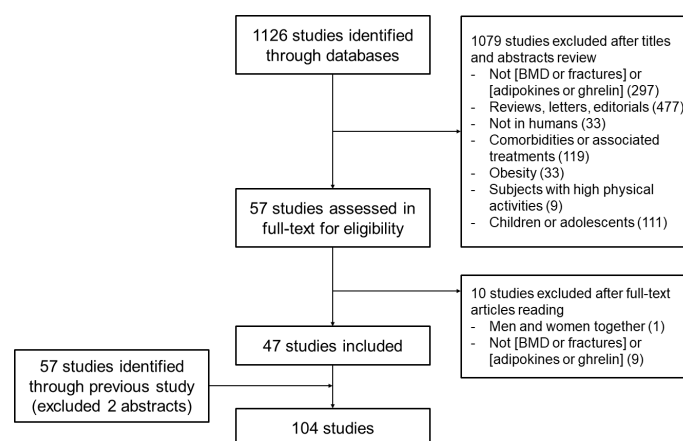 1126 studies identified
through databases
1079 studies excluded after titles
and abstracts review
- Not [BMD or fractures] or
[adipokines or ghrelin] (297)
- Reviews, letters, editorials (477)
- Not in humans (33)
- Comorbidities or associated
treatments (119)
- Obesity (33)
- Subjects with high physical
activities (9)
- Children or adolescents (111)
57 studies assessed in
full-text for eligibility
10 studies excluded after full-text
articles reading
- Men and women together (1)
- Not [BMD or fractures] or
[adipokines or ghrelin] (9)
47 studies included
57 studies identified
through previous study
(excluded 2 abstracts)
104 studies